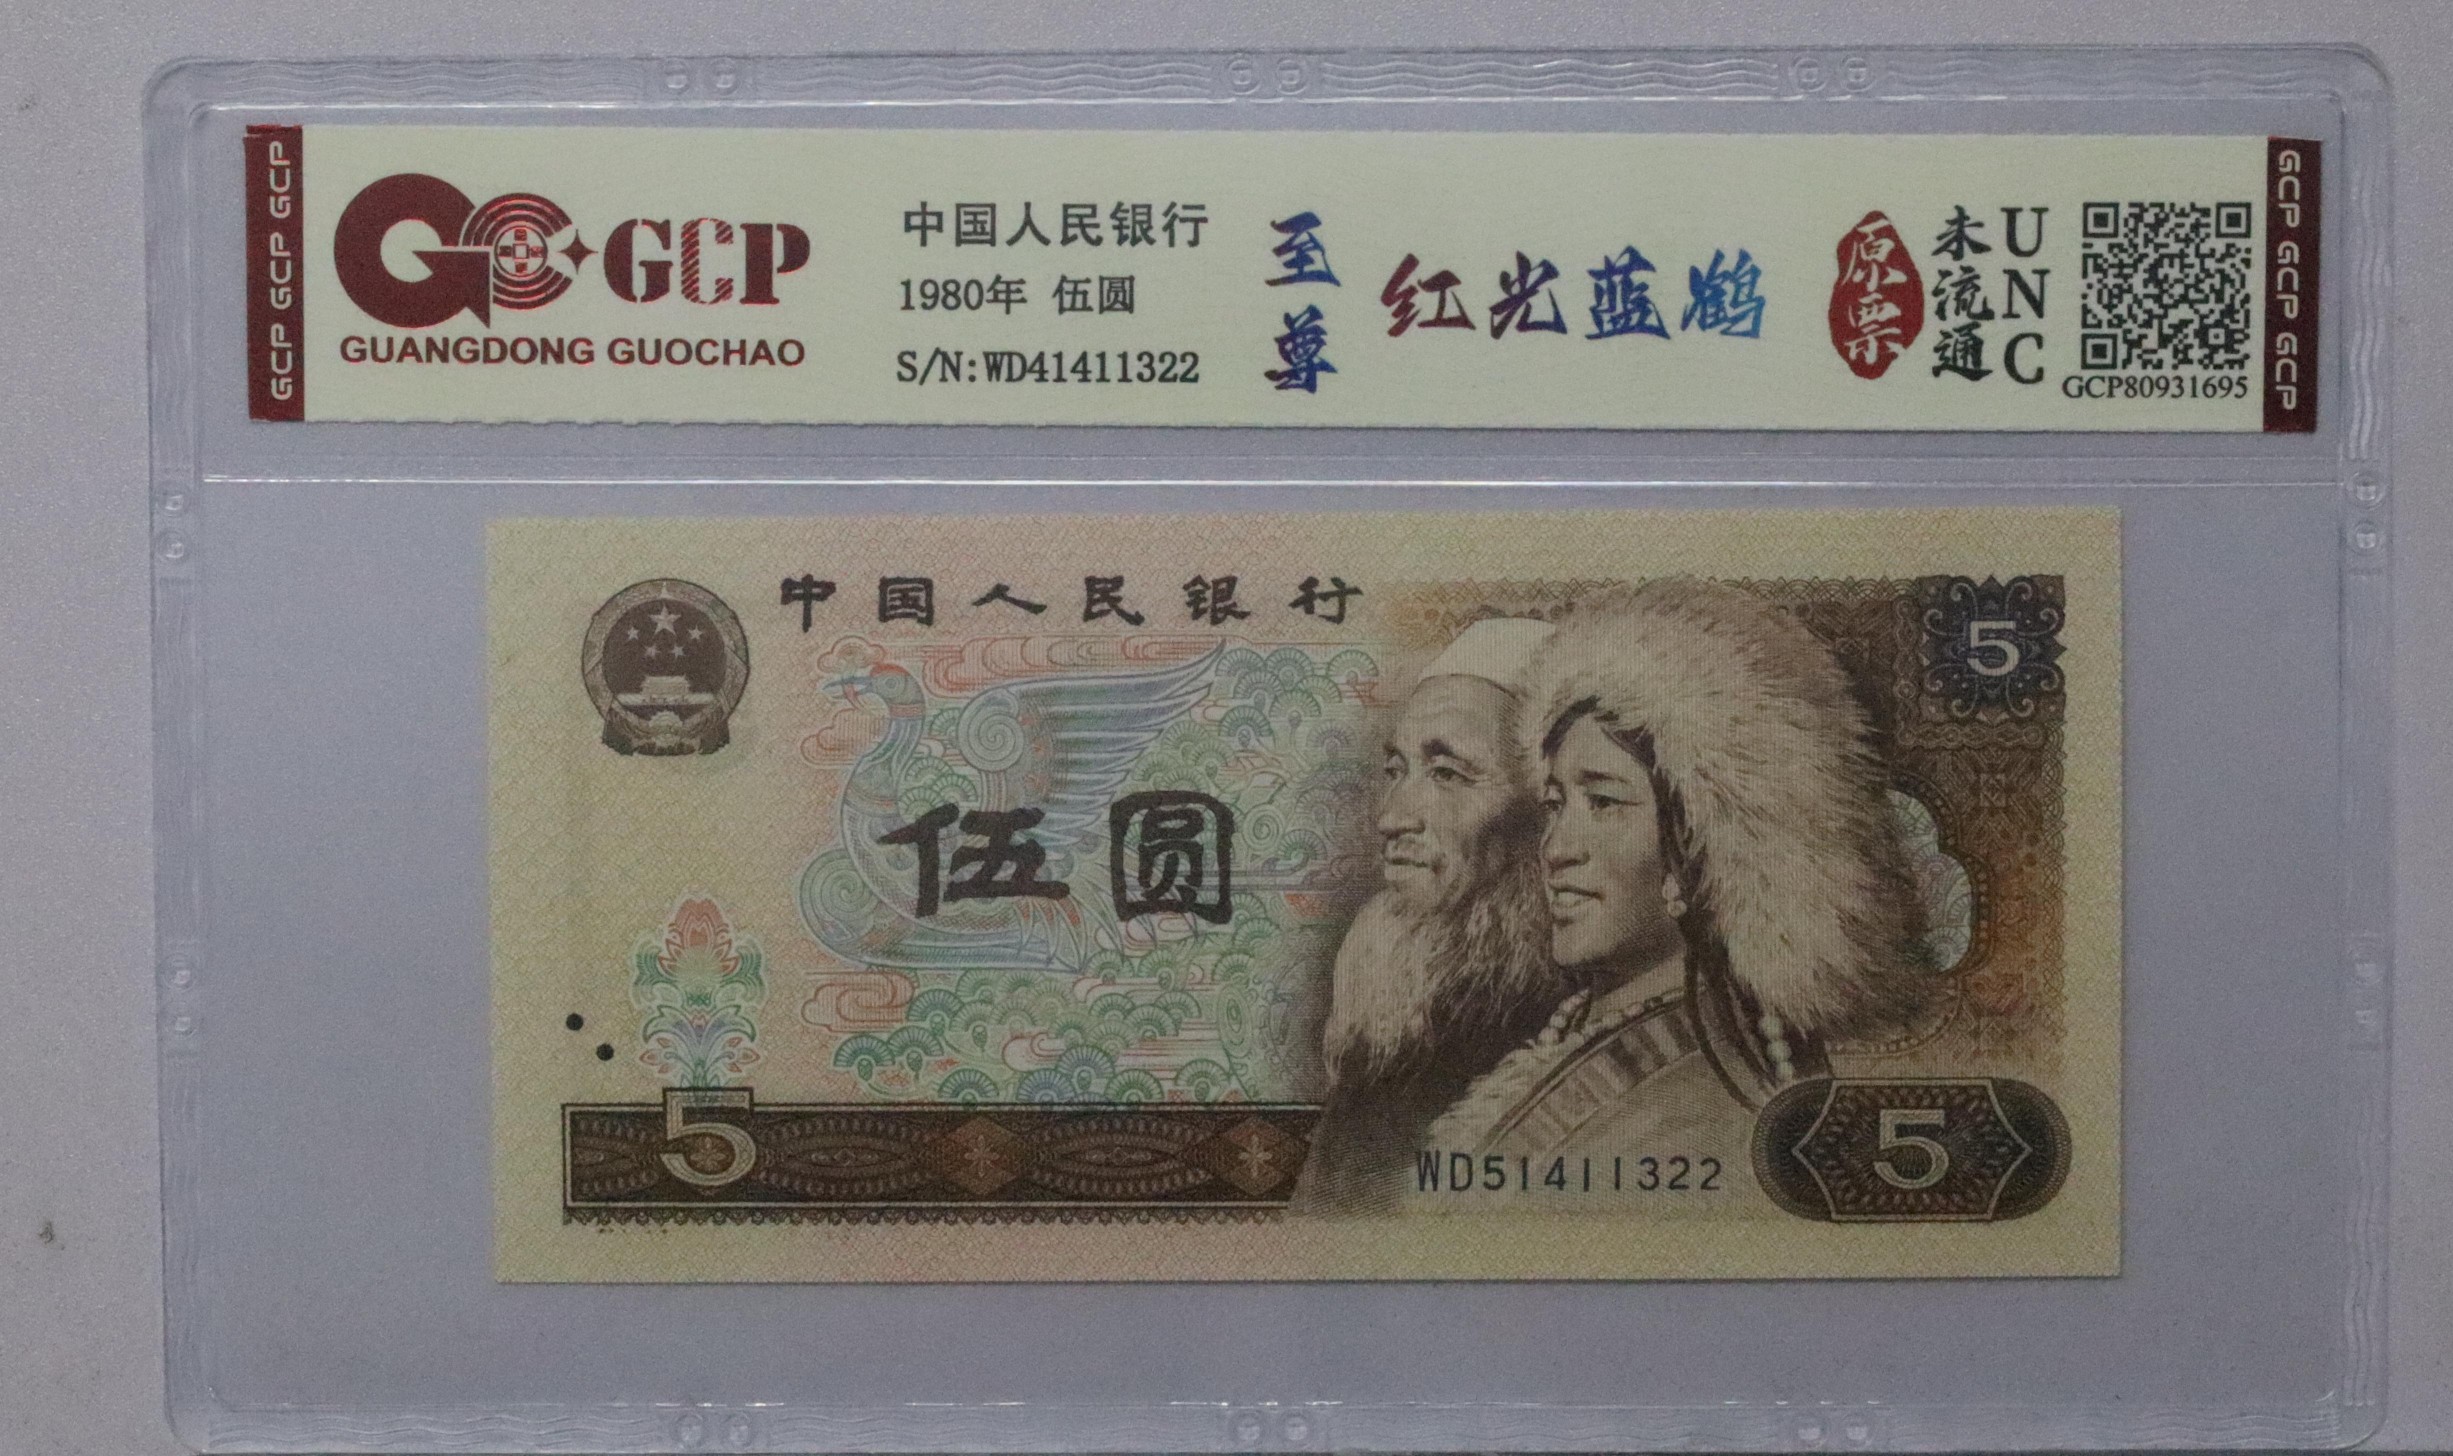 GCP GCP GCP
GCP
GUANGDONG GUOCHAO
中国人民银行
1980年 伍圆
S/N:WD41411322
至尊
红光蓝鹤
原票
未流通
UNC
GCP80931695
GCP GCP GCP
中国人民银行
5
伍圆
5
WD51411322
5